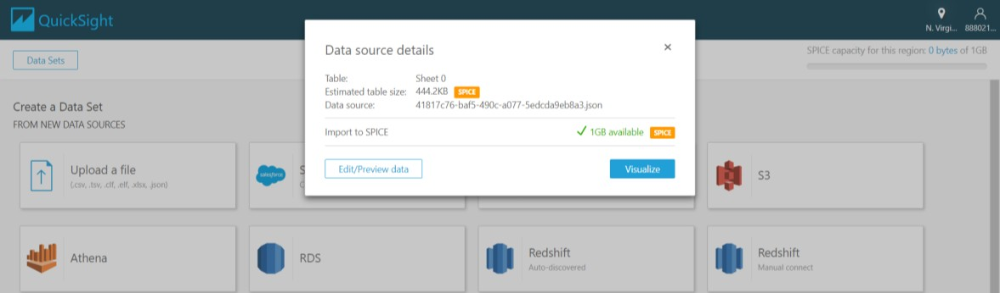 QuickSight
N. Virgi...
888021...
Data Sets
SPICE capacity for this region: 0 bytes of 1GB
Data source details
Table: Sheet 0
Estimated table size: 444.2KB SPICE
Data source: 41817c76-baf5-490c-a077-5edcda9eb8a3.json
Import to SPICE 1GB available SPICE
Edit/Preview data Visualize
Create a Data Set
FROM NEW DATA SOURCES
Upload a file
(.csv, .tsv, .clf, .elf, .xlsx, .json)
salesforce
S3
Athena
RDS
Redshift
Auto-discovered
Redshift
Manual connect